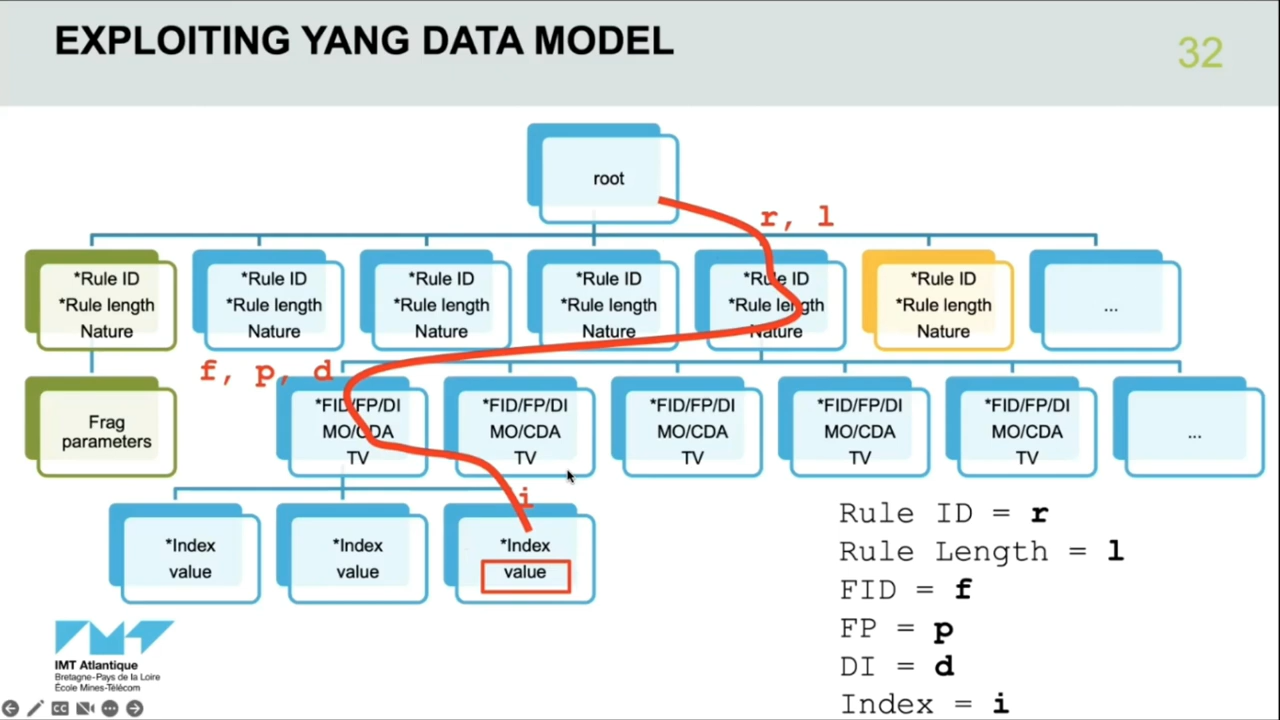 EXPLOITING YANG DATA MODEL
32
root
r, l
*Rule ID
*Rule length
Nature
*Rule ID
*Rule length
Nature
*Rule ID
*Rule length
Nature
*Rule ID
*Rule length
Nature
*Rule ID
*Rule length
Nature
*Rule ID
*Rule length
Nature
...
f, p, d
Frag
parameters
*FID/FP/DI
MO/CDA
TV
*FID/FP/DI
MO/CDA
TV
*FID/FP/DI
MO/CDA
TV
*FID/FP/DI
MO/CDA
TV
*FID/FP/DI
MO/CDA
TV
...
i
*Index
value
*Index
value
*Index
value
Rule ID = r
Rule Length = l
FID = f
FP = p
DI = d
Index = i
IMT Atlantique
Bretagne-Pays de la Loire
École Mines-Télécom
CC